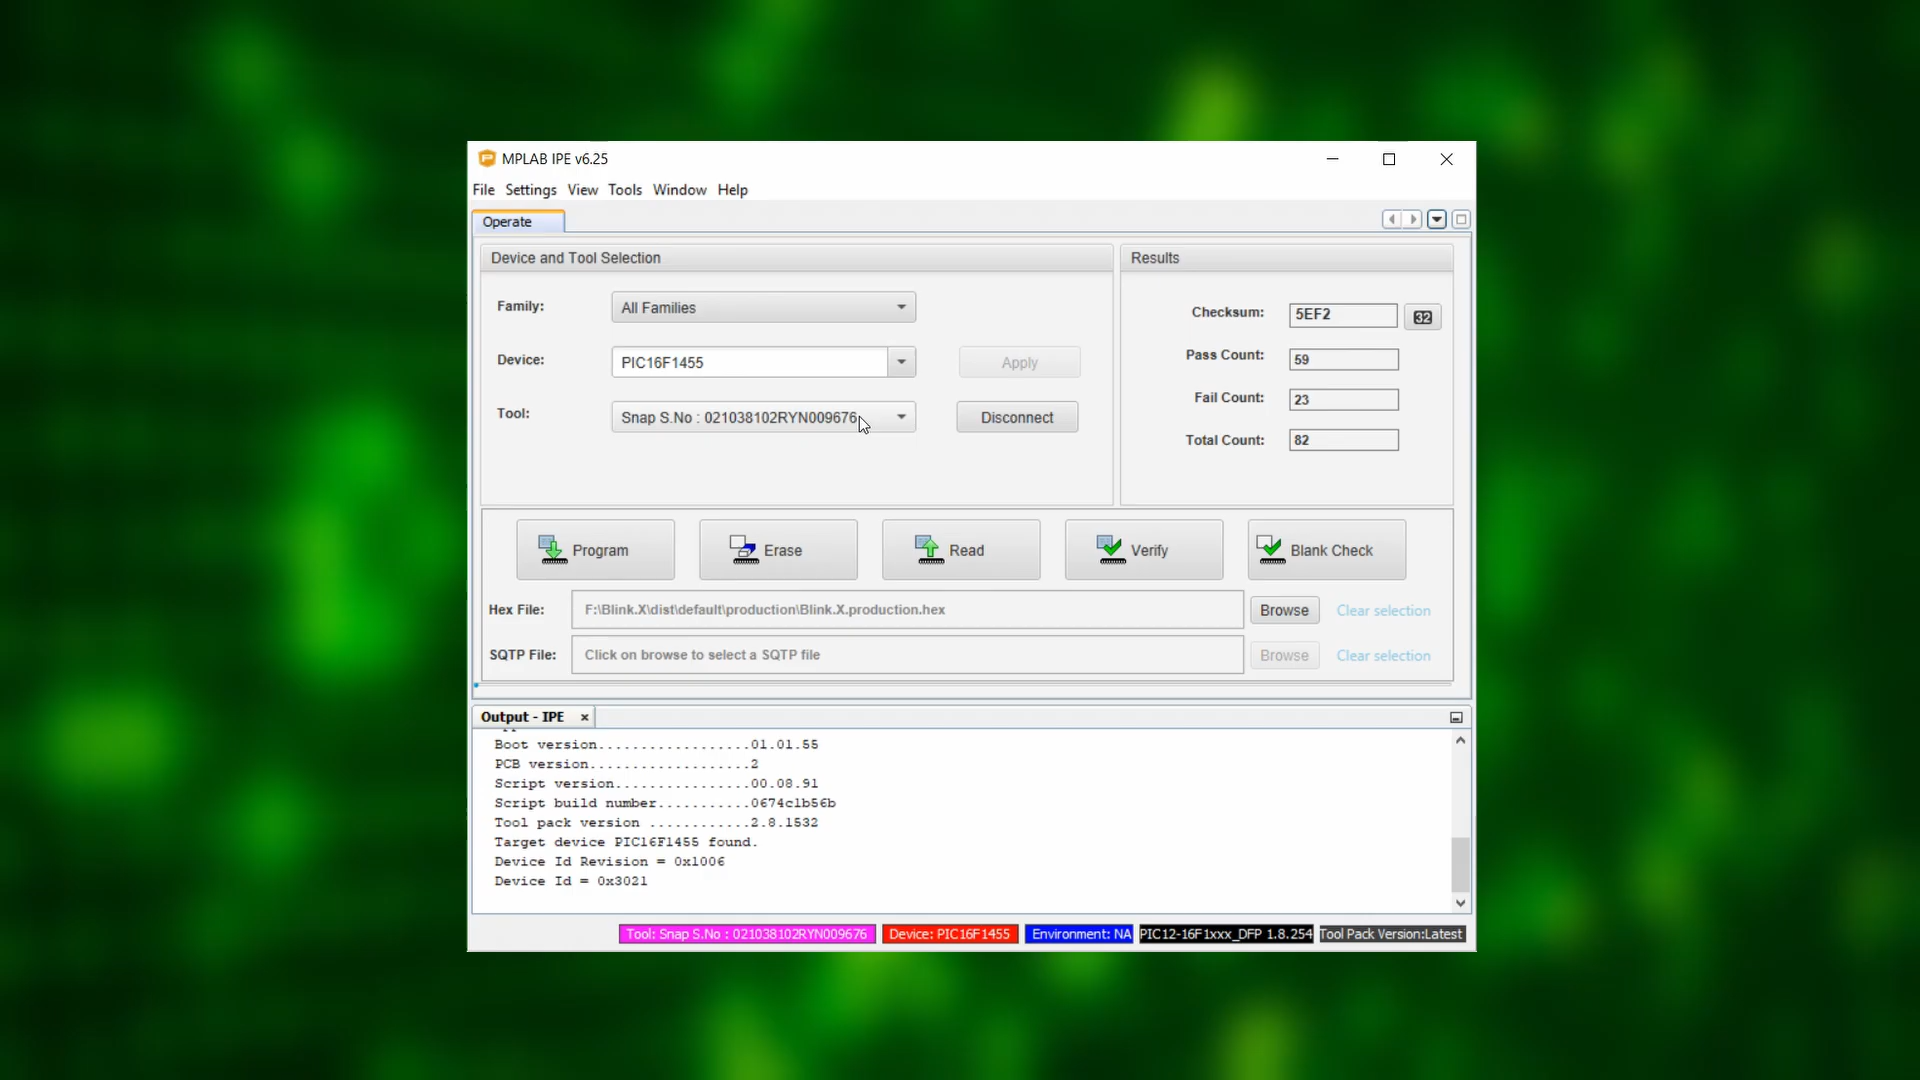 MPLAB IPE v6.25
File Settings View Tools Window Help
Operate
Device and Tool Selection
Family: All Families
Device: PIC16F1455 Apply
Tool: Snap S.No : 021038102RYN009676 Disconnect
Results
Checksum: 5EF2 32
Pass Count: 59
Fail Count: 23
Total Count: 82
Program Erase Read Verify Blank Check
Hex File: F:\Blink.X\dist\default\production\Blink.X.production.hex Browse Clear selection
SQTP File: Click on browse to select a SQTP file Browse Clear selection
Output - IPE
Boot version..................01.01.55
PCB version...................2
Script version................00.08.91
Script build number...........0674c1b56b
Tool pack version ............2.8.1532
Target device PIC16F1455 found.
Device Id Revision = 0x1006
Device Id = 0x3021
Tool: Snap S.No : 021038102RYN009676 Device: PIC16F1455 Environment: NA PIC12-16F1xxx_DFP 1.8.254 Tool Pack Version:Latest